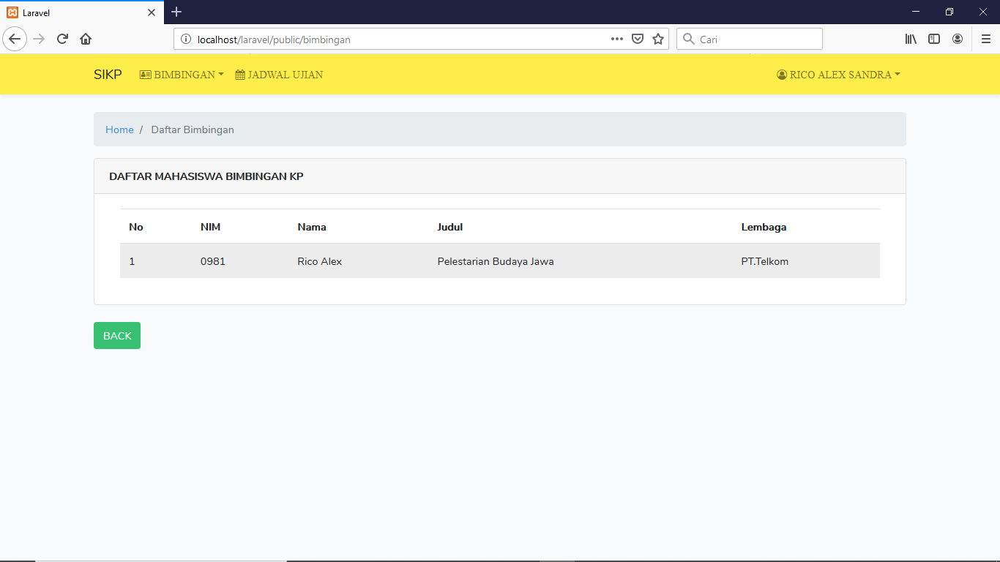 Laravel
localhost/laravel/public/bimbingan
Cari
SIKP BIMBINGAN JADWAL UJIAN RICO ALEX SANDRA
Home / Daftar Bimbingan
DAFTAR MAHASISWA BIMBINGAN KP
No NIM Nama Judul Lembaga
1 0981 Rico Alex Pelestarian Budaya Jawa PT.Telkom
BACK